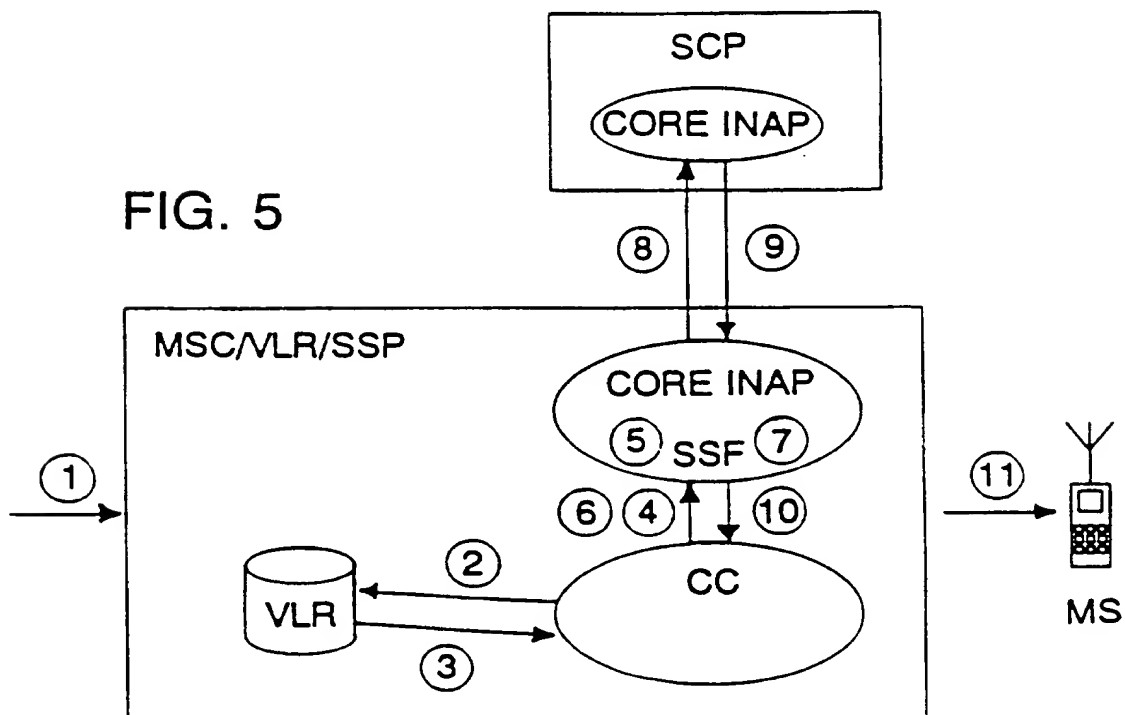 SCP
CORE INAP
FIG. 5
8 9
MSC/VLR/SSP
CORE INAP
5 SSF 7
1
6 4 10
11
2
CC
VLR
3
MS